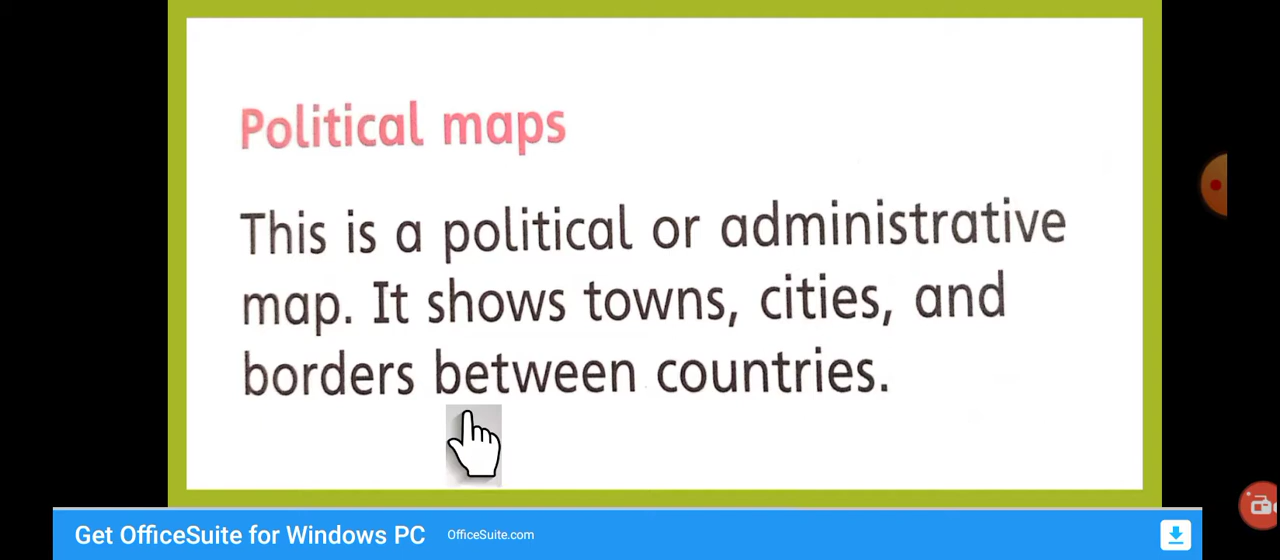 Political maps
This is a political or administrative
map. It shows towns, cities, and
borders between countries.
Get OfficeSuite for Windows PC OfficeSuite.com